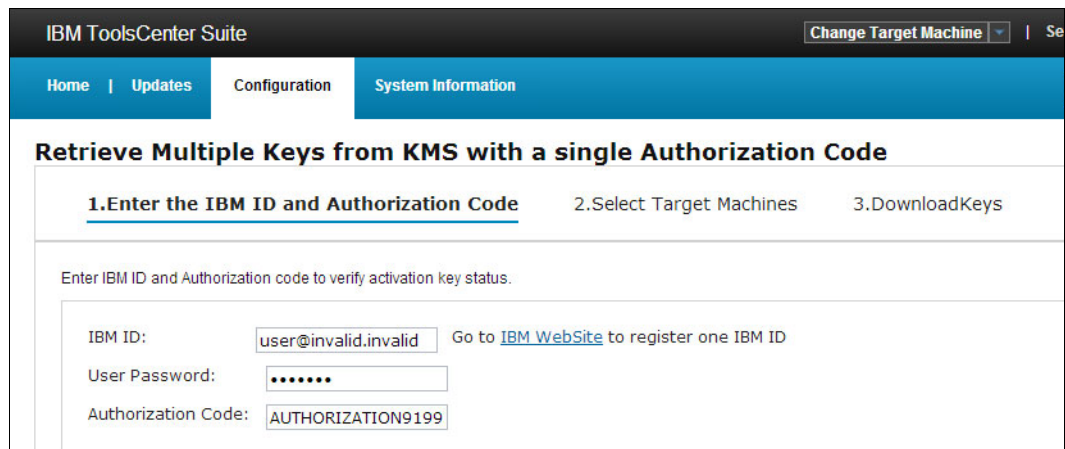 IBM ToolsCenter Suite Change Target Machine | Se
Home | Updates Configuration System Information
Retrieve Multiple Keys from KMS with a single Authorization Code
1.Enter the IBM ID and Authorization Code 2.Select Target Machines 3.DownloadKeys
Enter IBM ID and Authorization code to verify activation key status.
IBM ID: user@invalid.invalid Go to IBM WebSite to register one IBM ID
User Password: •••••••
Authorization Code: AUTHORIZATION9199